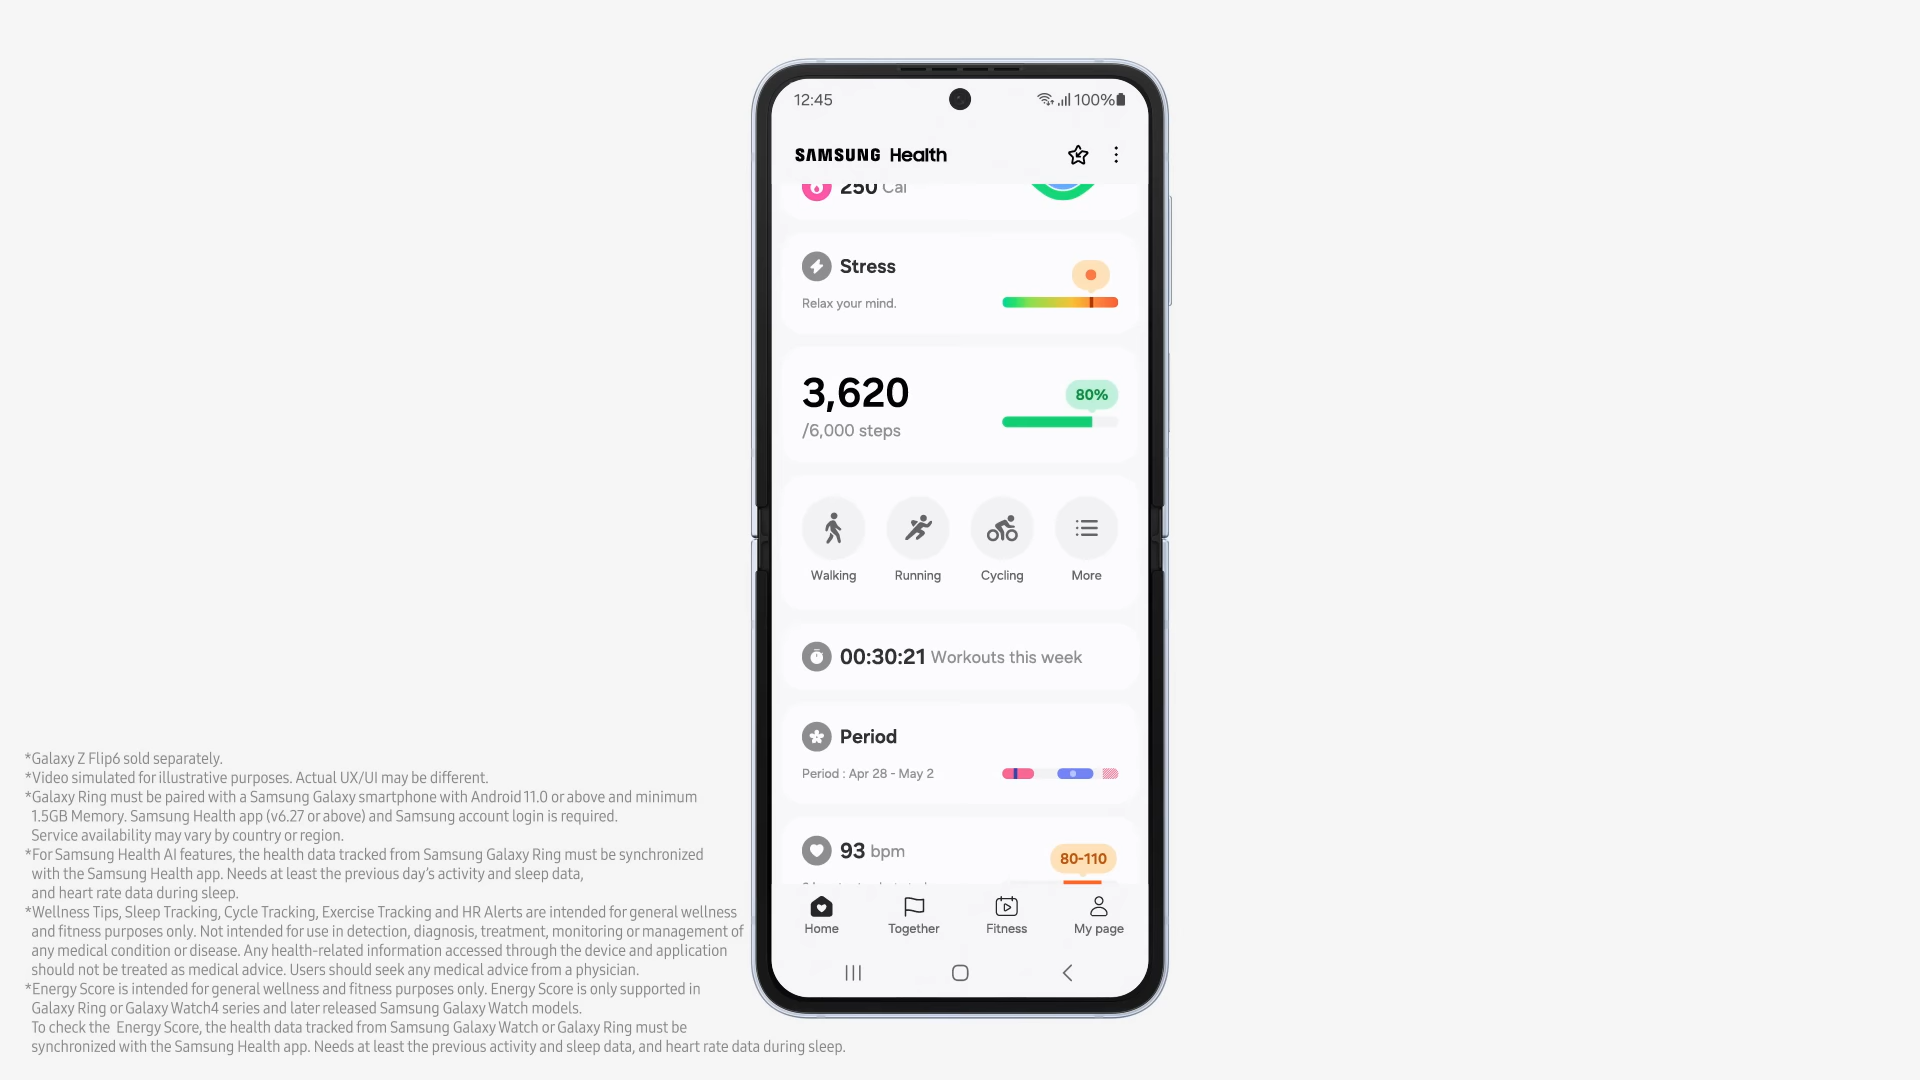 12:45
100%
SAMSUNG Health
250 Cal
Stress
Relax your mind.
3,620
80%
/6,000 steps
Walking Running Cycling More
00:30:21 Workouts this week
Period
Period : Apr 28 - May 2
93 bpm
80-110
Home Together Fitness My page
*Galaxy Z Flip6 sold separately.
*Video simulated for illustrative purposes. Actual UX/UI may be different.
*Galaxy Ring must be paired with a Samsung Galaxy smartphone with Android 11.0 or above and minimum
1.5GB Memory. Samsung Health app (v6.27 or above) and Samsung account login is required.
Service availability may vary by country or region.
*For Samsung Health AI features, the health data tracked from Samsung Galaxy Ring must be synchronized
with the Samsung Health app. Needs at least the previous day's activity and sleep data,
and heart rate data during sleep.
*Wellness Tips, Sleep Tracking, Cycle Tracking, Exercise Tracking and HR Alerts are intended for general wellness
and fitness purposes only. Not intended for use in detection, diagnosis, treatment, monitoring or management of
any medical condition or disease. Any health-related information accessed through the device and application
should not be treated as medical advice. Users should seek any medical advice from a physician.
*Energy Score is intended for general wellness and fitness purposes only. Energy Score is only supported in
Galaxy Ring or Galaxy Watch4 series and later released Samsung Galaxy Watch models.
To check the Energy Score, the health data tracked from Samsung Galaxy Watch or Galaxy Ring must be
synchronized with the Samsung Health app. Needs at least the previous activity and sleep data, and heart rate data during sleep.